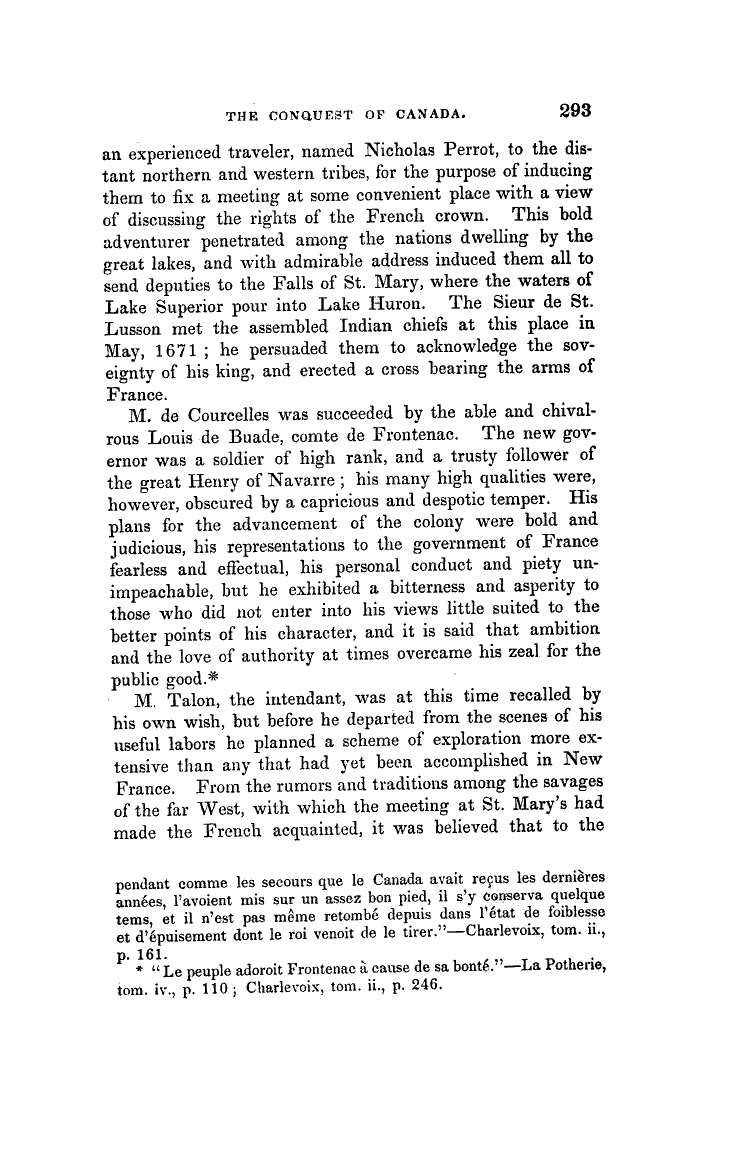 THE CONQUEST OF CANADA. 293
an experienced traveler, named Nicholas Perrot, to the dis-
tant northern and western tribes, for the purpose of inducing
them to fix a meeting at some convenient place with a view
of discussing the rights of the French crown. This bold
adventurer penetrated among the nations dwelling by the
great lakes, and with admirable address induced them all to
send deputies to the Falls of St. Mary, where the waters of
Lake Superior pour into Lake Huron. The Sieur de St.
Lusson met the assembled Indian chiefs at this place in
May, 1671 ; he persuaded them to acknowledge the sov-
eignty of his king, and erected a cross bearing the arms of
France.
M. de Courcelles was succeeded by the able and chival-
rous Louis de Buade, comte de Frontenac. The new gov-
ernor was a soldier of high rank, and a trusty follower of
the great Henry of Navarre ; his many high qualities were,
however, obscured by a capricious and despotic temper. His
plans for the advancement of the colony were bold and
judicious, his representations to the government of France
fearless and effectual, his personal conduct and piety un-
impeachable, but he exhibited a bitterness and asperity to
those who did not enter into his views little suited to the
better points of his character, and it is said that ambition
and the love of authority at times overcame his zeal for the
public good.*
M. Talon, the intendant, was at this time recalled by
his own wish, but before he departed from the scenes of his
useful labors he planned a scheme of exploration more ex-
tensive than any that had yet been accomplished in New
France. From the rumors and traditions among the savages
of the far West, with which the meeting at St. Mary's had
made the French acquainted, it was believed that to the
pendant comme les secours que le Canada avait reçus les dernières
années, l'avoient mis sur un assez bon pied, il s'y conserva quelque
tems, et il n'est pas même retombé depuis dans l'état de foiblesse
et d'épuisement dont le roi venoit de le tirer."—Charlevoix, tom. ii.,
p. 161.
* "Le peuple adoroit Frontenac à cause de sa bonté."—La Potherie,
tom. iv., p. 110 ; Charlevoix, tom. ii., p. 246.